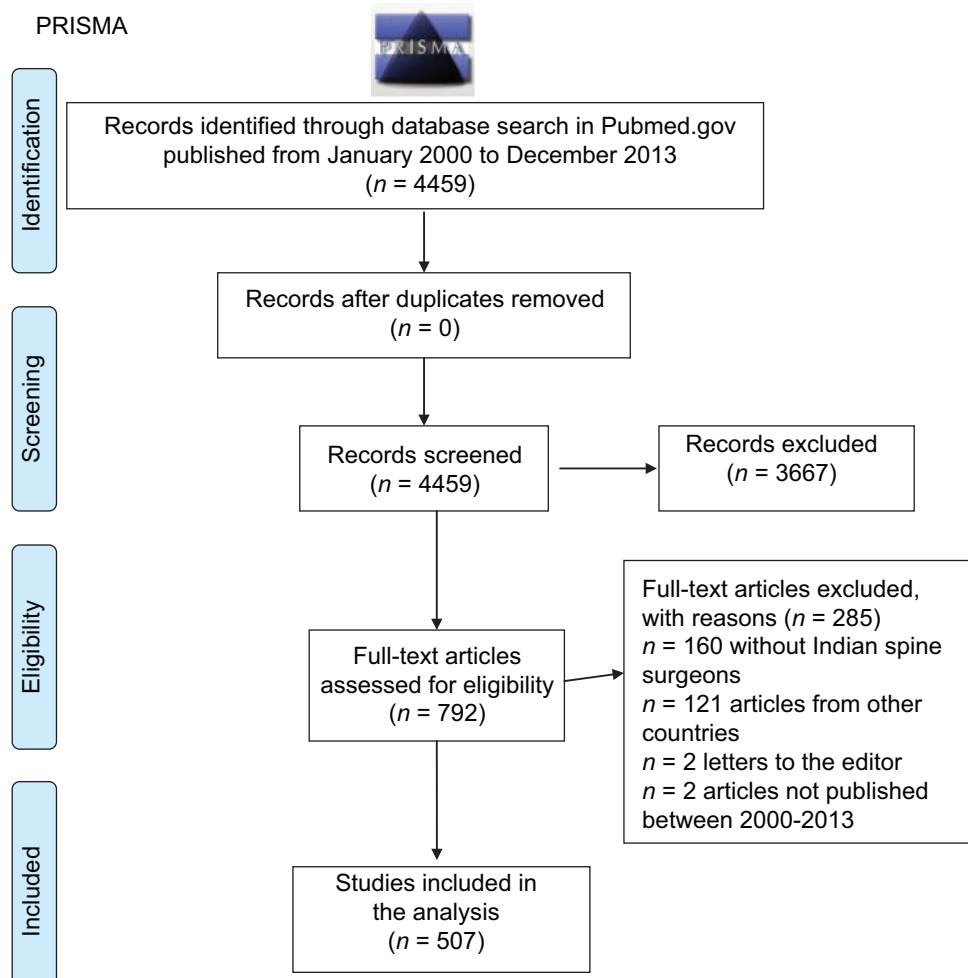 PRISMA
PRISMA
Identification
Records identified through database search in Pubmed.gov
published from January 2000 to December 2013
(n = 4459)
Records after duplicates removed
(n = 0)
Screening
Records screened
(n = 4459)
Records excluded
(n = 3667)
Eligibility
Full-text articles
assessed for eligibility
(n = 792)
Full-text articles excluded,
with reasons (n = 285)
n = 160 without Indian spine
surgeons
n = 121 articles from other
countries
n = 2 letters to the editor
n = 2 articles not published
between 2000-2013
Included
Studies included in
the analysis
(n = 507)